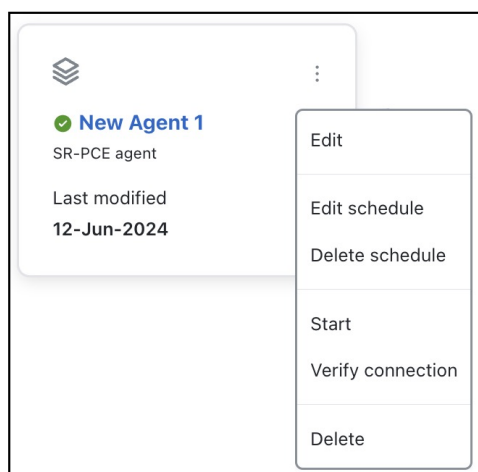 New Agent 1
SR-PCE agent
Last modified
12-Jun-2024
Edit
Edit schedule
Delete schedule
Start
Verify connection
Delete